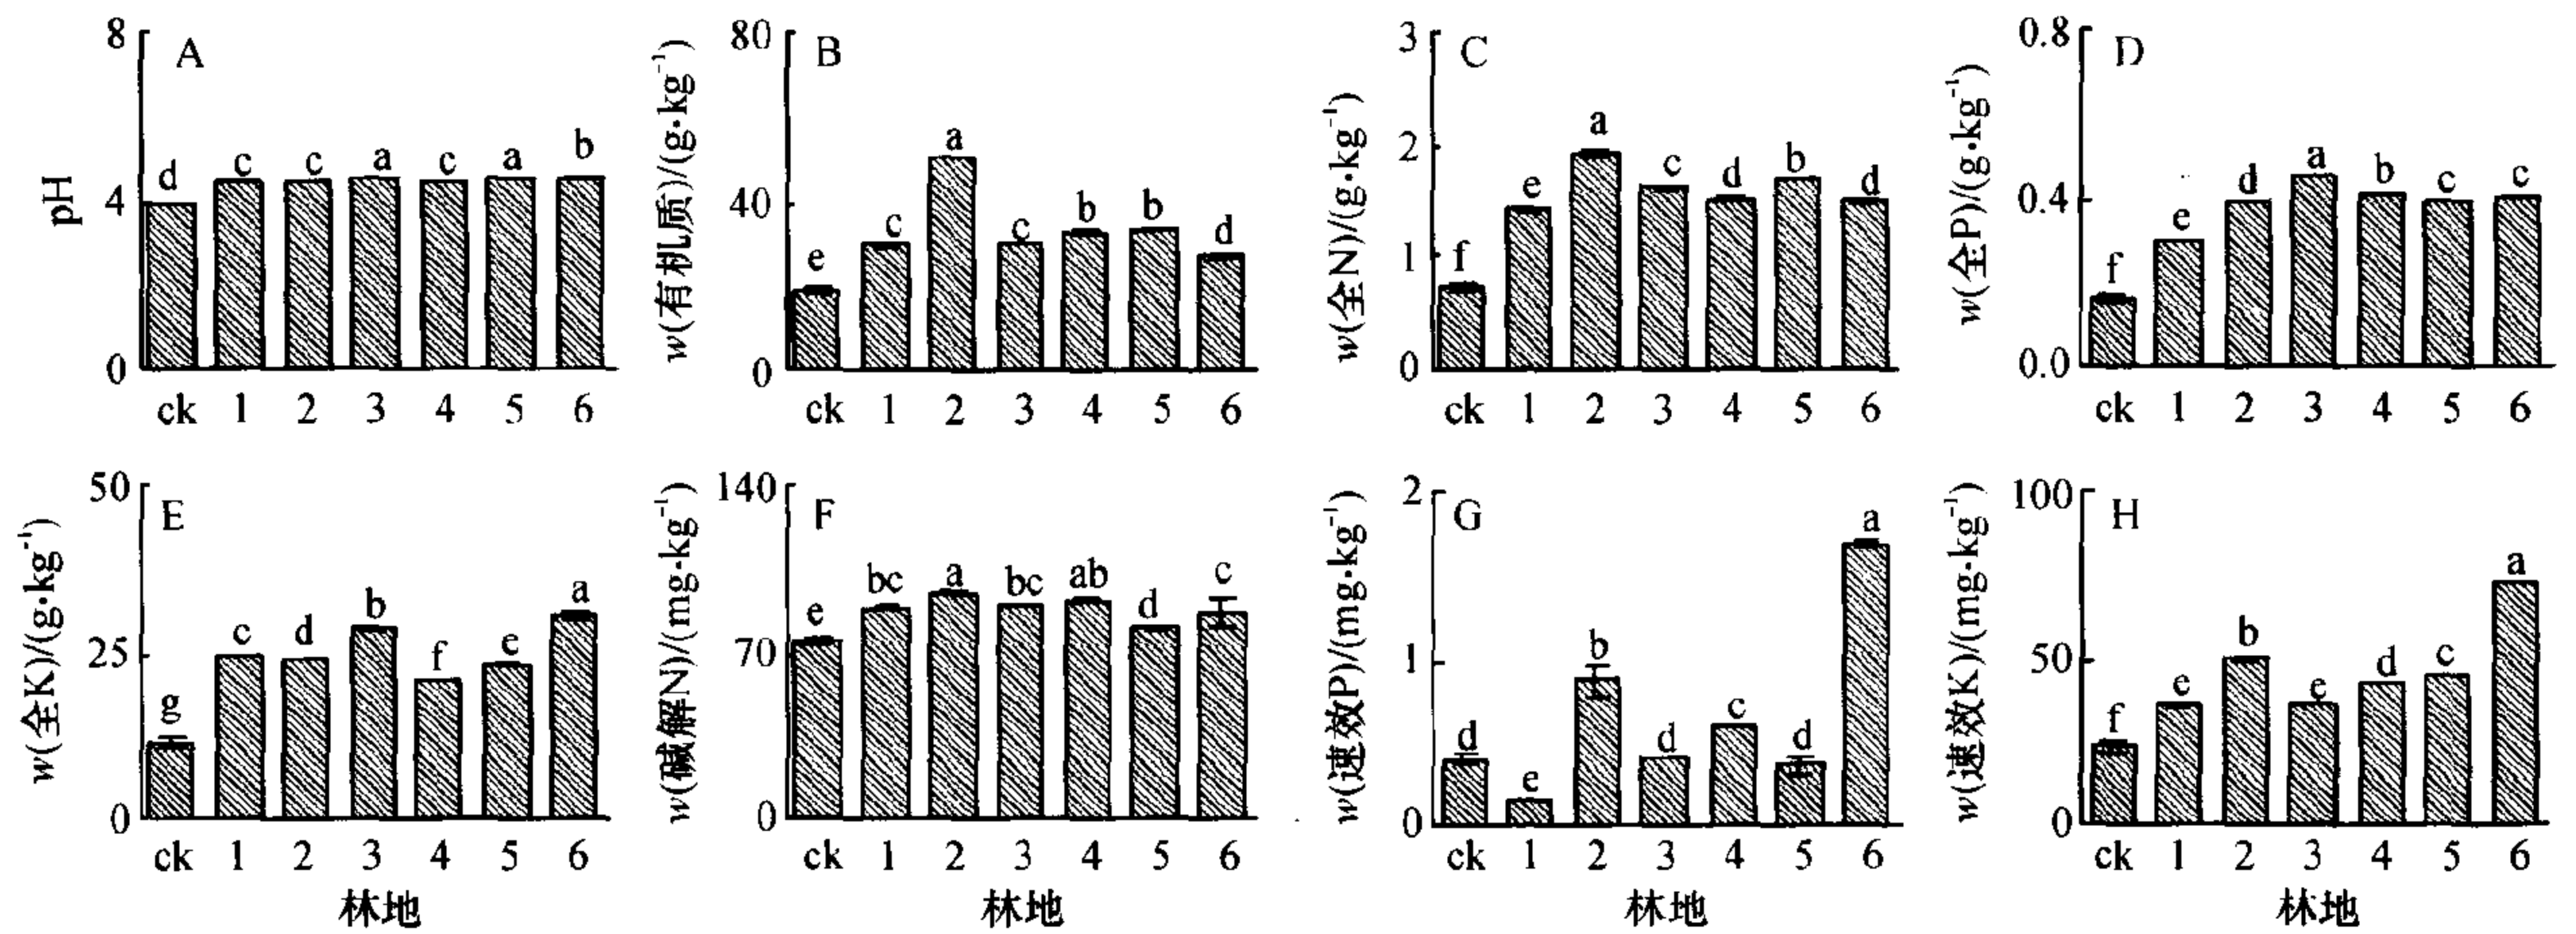 A
pH
8
4
0
d c c a c a b
ck 1 2 3 4 5 6
B
w(有机质)/(g·kg⁻¹)
80
40
0
e c a c b b d
ck 1 2 3 4 5 6
C
w(全N)/(g·kg⁻¹)
3
2
1
0
f e a c d b d
ck 1 2 3 4 5 6
D
w(全P)/(g·kg⁻¹)
0.8
0.4
0.0
f e d a b c c
ck 1 2 3 4 5 6
E
w(全K)/(g·kg⁻¹)
50
25
0
g c d b f e a
ck 1 2 3 4 5 6
林地
F
w(碱解N)/(mg·kg⁻¹)
140
70
0
e bc a bc ab d c
ck 1 2 3 4 5 6
林地
G
w(速效P)/(mg·kg⁻¹)
2
1
0
d e b d c d a
ck 1 2 3 4 5 6
林地
H
w(速效K)/(mg·kg⁻¹)
100
50
0
f e b e d c a
ck 1 2 3 4 5 6
林地